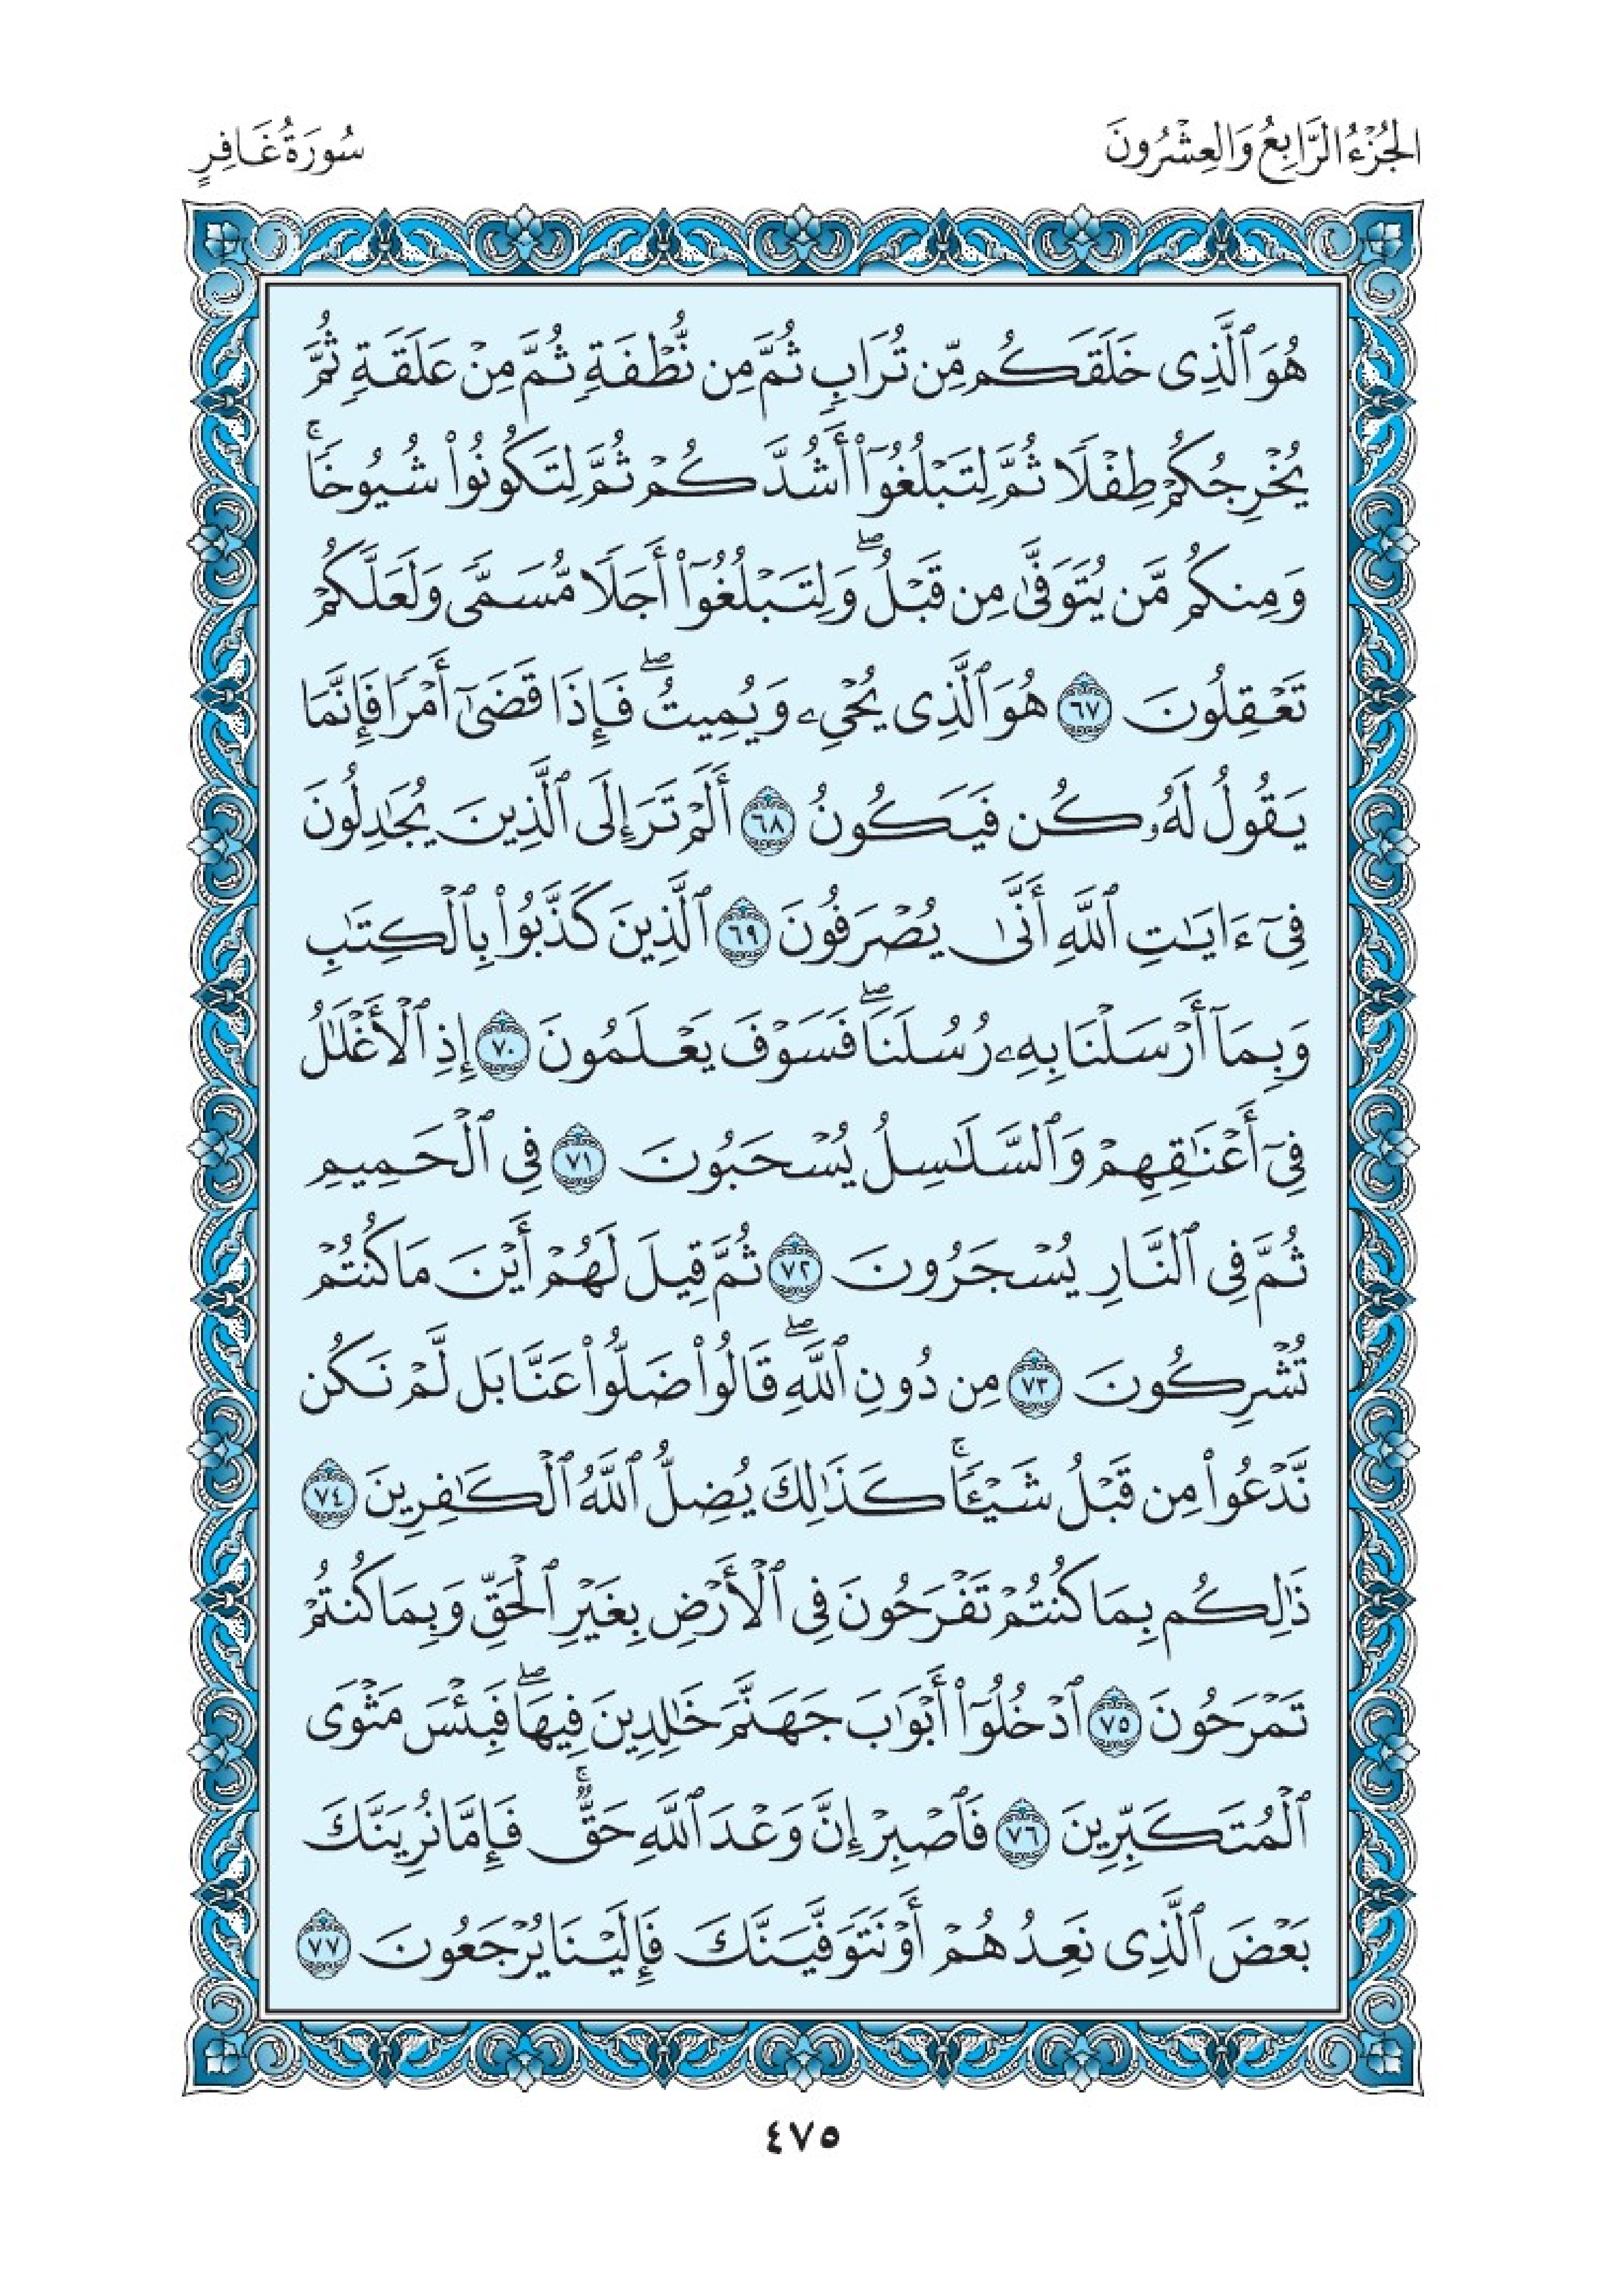 الجُزْءُ الرَّابِعُ وَالعِشْرُونَ
سُورَةُ غَافِرٍ
هُوَ ٱلَّذِى خَلَقَكُم مِّن تُرَابٖ ثُمَّ مِن نُّطْفَةٖ ثُمَّ مِنْ عَلَقَةٖ ثُمَّ
يُخْرِجُكُمْ طِفْلٗا ثُمَّ لِتَبْلُغُوٓا۟ أَشُدَّكُمْ ثُمَّ لِتَكُونُوا۟ شُيُوخٗاۚ
وَمِنكُم مَّن يُتَوَفَّىٰ مِن قَبْلُۖ وَلِتَبْلُغُوٓا۟ أَجَلٗا مُّسَمّٗى وَلَعَلَّكُمْ
تَعْقِلُونَ ٦٧ هُوَ ٱلَّذِى يُحْىِۦ وَيُمِيتُۖ فَإِذَا قَضَىٰٓ أَمْرٗا فَإِنَّمَا
يَقُولُ لَهُۥ كُن فَيَكُونُ ٦٨ أَلَمْ تَرَ إِلَى ٱلَّذِينَ يُجَٰدِلُونَ
فِىٓ ءَايَٰتِ ٱللَّهِ أَنَّىٰ يُصْرَفُونَ ٦٩ ٱلَّذِينَ كَذَّبُوا۟ بِٱلْكِتَٰبِ
وَبِمَآ أَرْسَلْنَا بِهِۦ رُسُلَنَاۖ فَسَوْفَ يَعْلَمُونَ ٧٠ إِذِ ٱلْأَغْلَٰلُ
فِىٓ أَعْنَٰقِهِمْ وَٱلسَّلَٰسِلُ يُسْحَبُونَ ٧١ فِى ٱلْحَمِيمِ
ثُمَّ فِى ٱلنَّارِ يُسْجَرُونَ ٧٢ ثُمَّ قِيلَ لَهُمْ أَيْنَ مَا كُنتُمْ
تُشْرِكُونَ ٧٣ مِن دُونِ ٱللَّهِۖ قَالُوا۟ ضَلُّوا۟ عَنَّا بَل لَّمْ نَكُن
نَّدْعُوا۟ مِن قَبْلُ شَيْـٔٗاۚ كَذَٰلِكَ يُضِلُّ ٱللَّهُ ٱلْكَٰفِرِينَ ٧٤
ذَٰلِكُم بِمَا كُنتُمْ تَفْرَحُونَ فِى ٱلْأَرْضِ بِغَيْرِ ٱلْحَقِّ وَبِمَا كُنتُمْ
تَمْرَحُونَ ٧٥ ٱدْخُلُوٓا۟ أَبْوَٰبَ جَهَنَّمَ خَٰلِدِينَ فِيهَاۖ فَبِئْسَ مَثْوَى
ٱلْمُتَكَبِّرِينَ ٧٦ فَٱصْبِرْ إِنَّ وَعْدَ ٱللَّهِ حَقّٞۚ فَإِمَّا نُرِيَنَّكَ
بَعْضَ ٱلَّذِى نَعِدُهُمْ أَوْ نَتَوَفَّيَنَّكَ فَإِلَيْنَا يُرْجَعُونَ ٧٧
٤٧٥